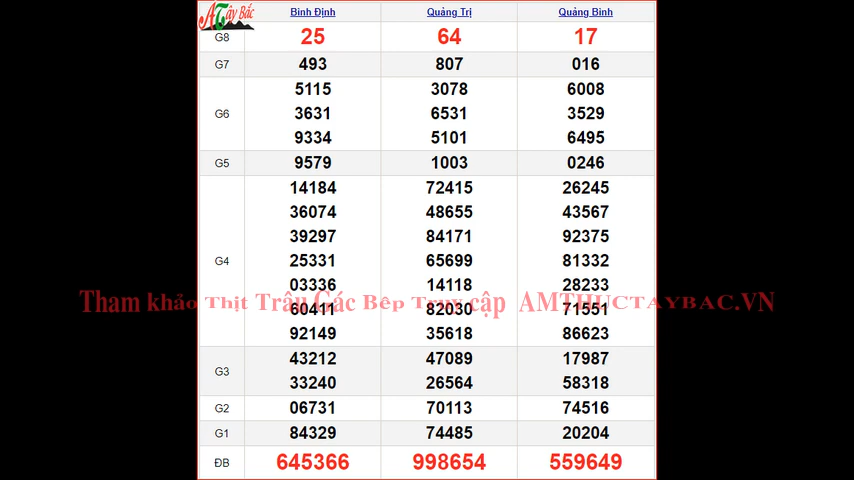 ATây Bắc
Bình Định Quảng Trị Quảng Bình
G8 25 64 17
G7 493 807 016
5115 3078 6008
G6 3631 6531 3529
9334 5101 6495
G5 9579 1003 0246
14184 72415 26245
36074 48655 43567
39297 84171 92375
G4 25331 65699 81332
03336 14118 28233
Tham khảo Thịt Trâu Gác Bếp Truy cập AMTHUCTAYBAC.VN
60411 82030 71551
92149 35618 86623
43212 47089 17987
G3
33240 26564 58318
G2 06731 70113 74516
G1 84329 74485 20204
ĐB 645366 998654 559649